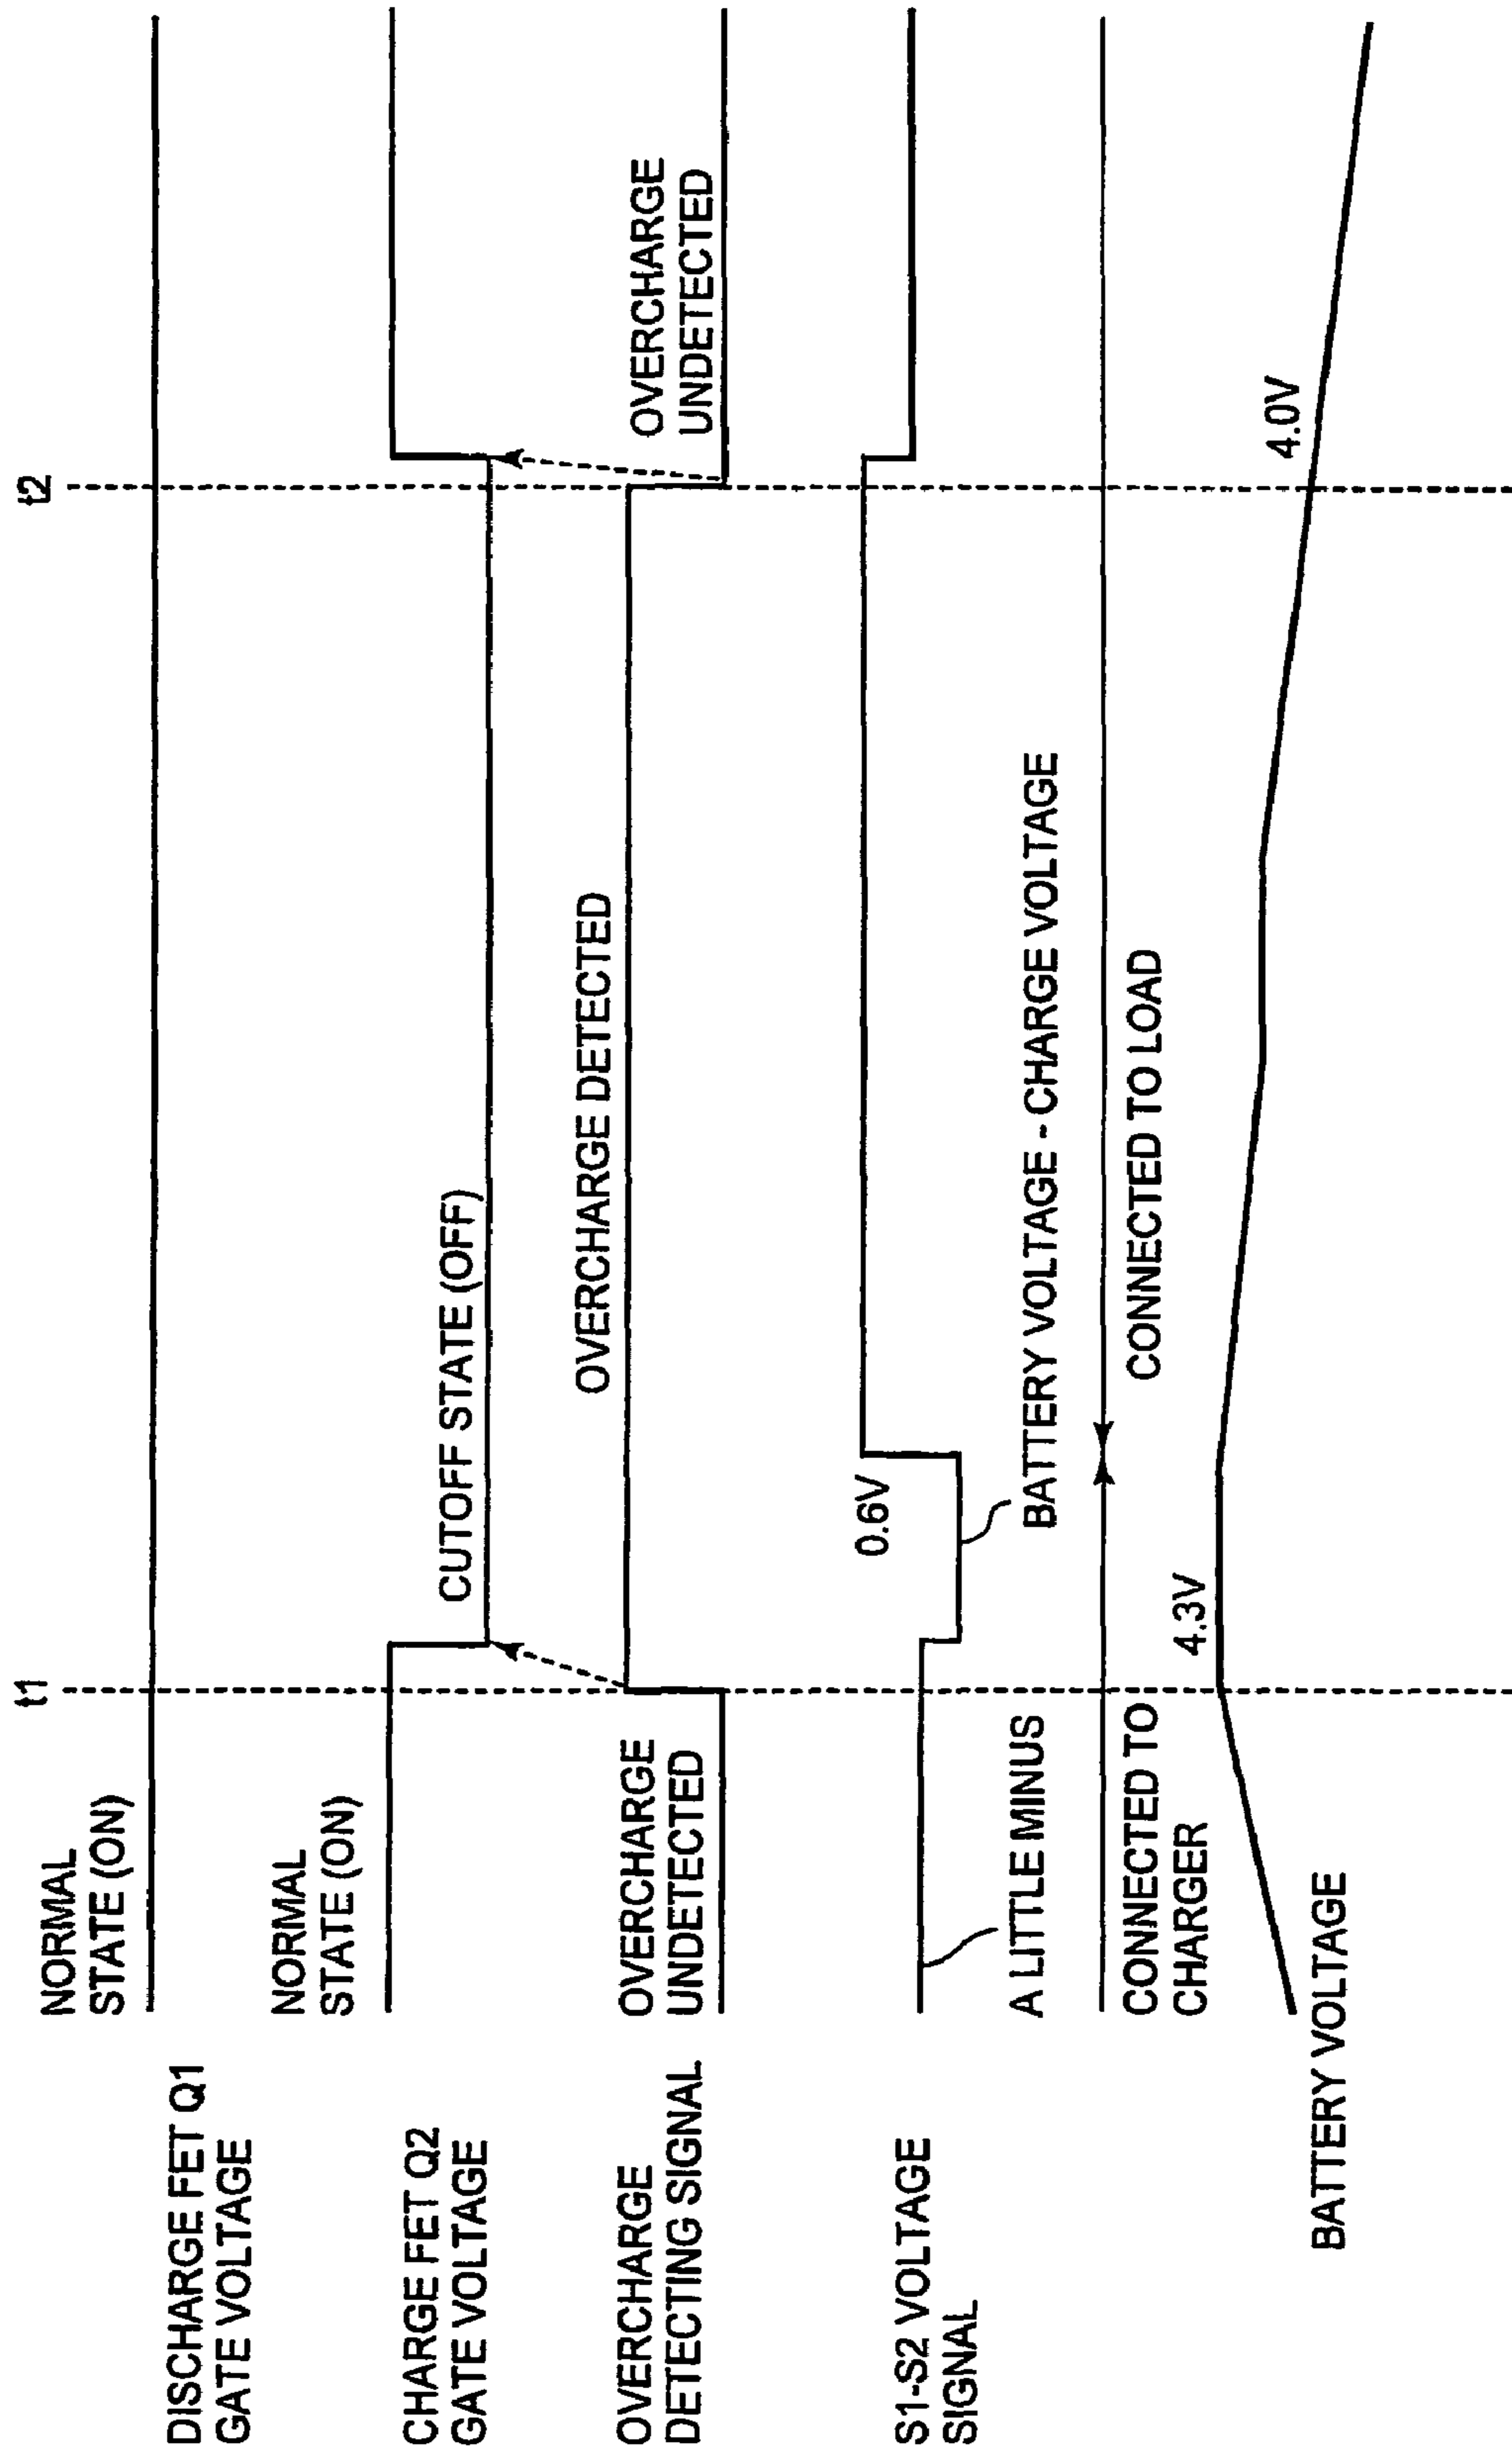 t1
t2
NORMAL
STATE (ON)
DISCHARGE FET Q1
GATE VOLTAGE
NORMAL
STATE (ON)
CHARGE FET Q2
GATE VOLTAGE
CUTOFF STATE (OFF)
OVERCHARGE
DETECTING SIGNAL
OVERCHARGE
UNDETECTED
OVERCHARGE DETECTED
OVERCHARGE
UNDETECTED
S1-S2 VOLTAGE
SIGNAL
A LITTLE MINUS
0.6V
BATTERY VOLTAGE - CHARGE VOLTAGE
CONNECTED TO
CHARGER
CONNECTED TO LOAD
BATTERY VOLTAGE
4.3V
4.0V